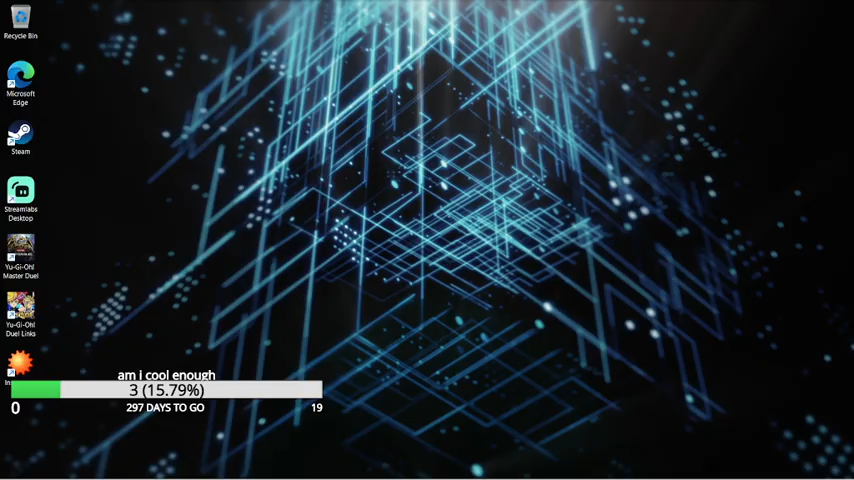 Recycle Bin
Microsoft
Edge
Steam
Streamlabs
Desktop
Yu-Gi-Oh!
Master Duel
Yu-Gi-Oh!
Duel Links
am i cool enough
3 (15.79%)
0
297 DAYS TO GO
19